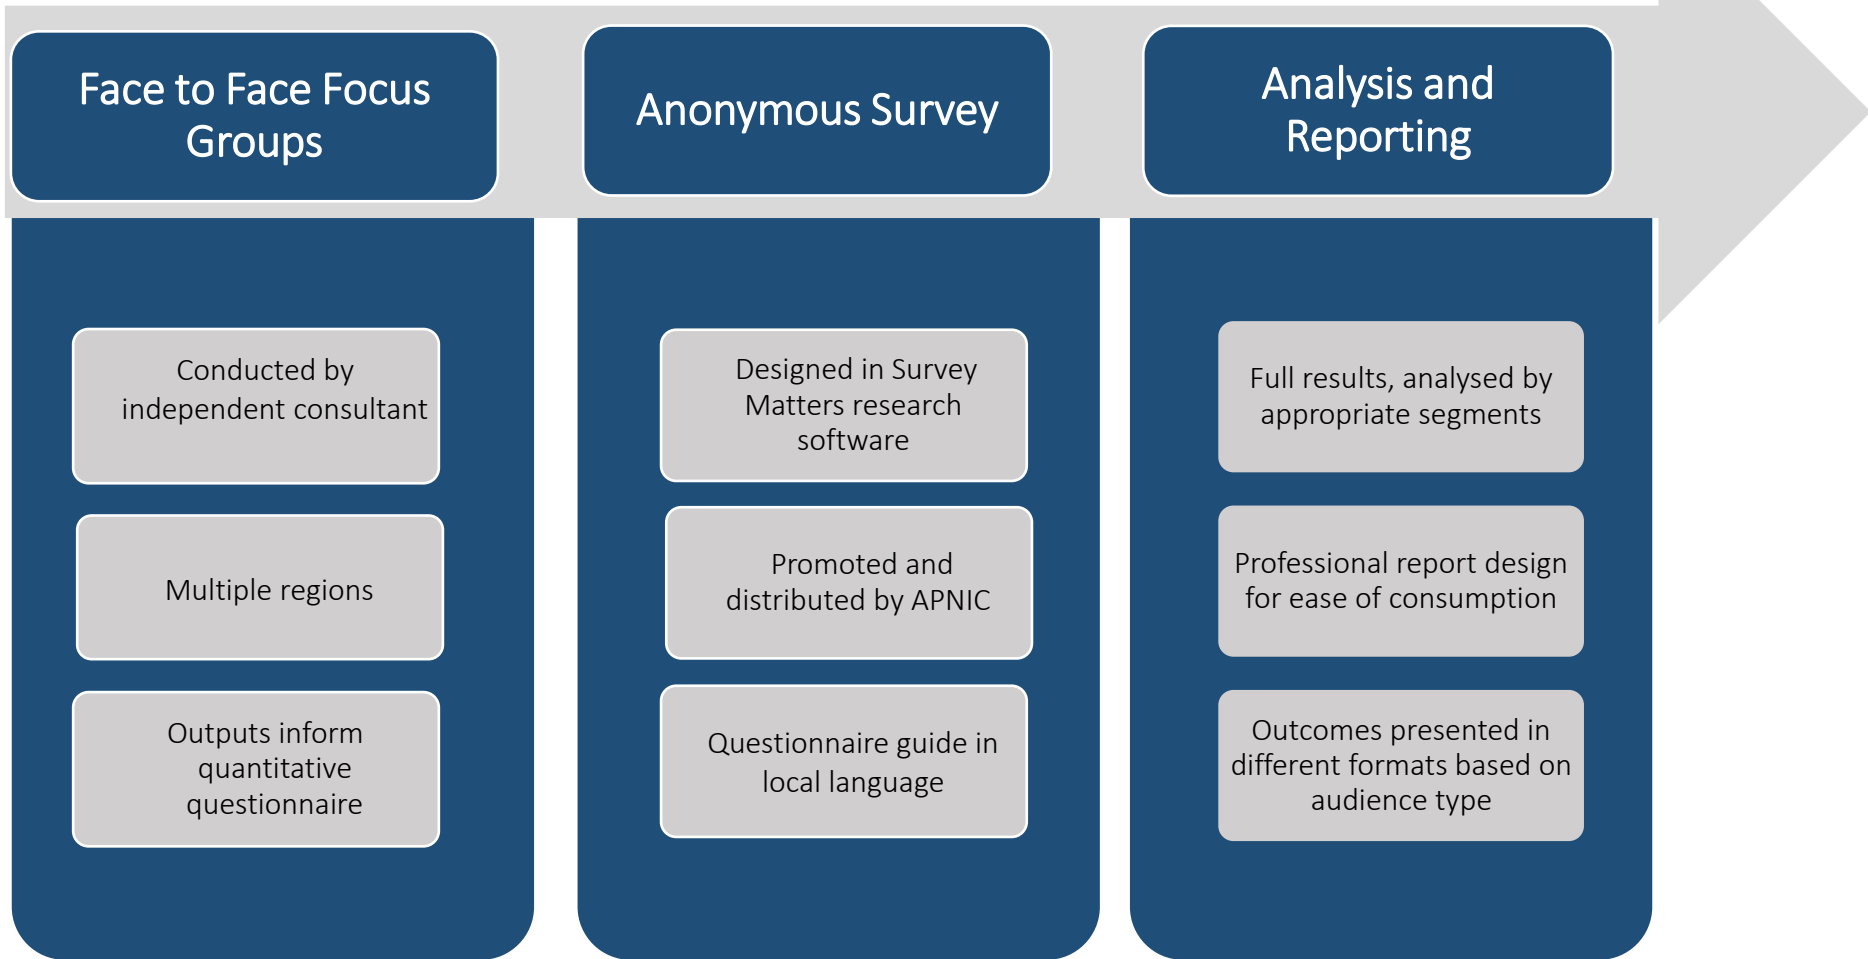 Face to Face Focus
Groups
Anonymous Survey
Analysis and
Reporting
Conducted by
independent consultant
Multiple regions
Outputs inform
quantitative
questionnaire
Designed in Survey
Matters research
software
Promoted and
distributed by APNIC
Questionnaire guide in
local language
Full results, analysed by
appropriate segments
Professional report design
for ease of consumption
Outcomes presented in
different formats based on
audience type